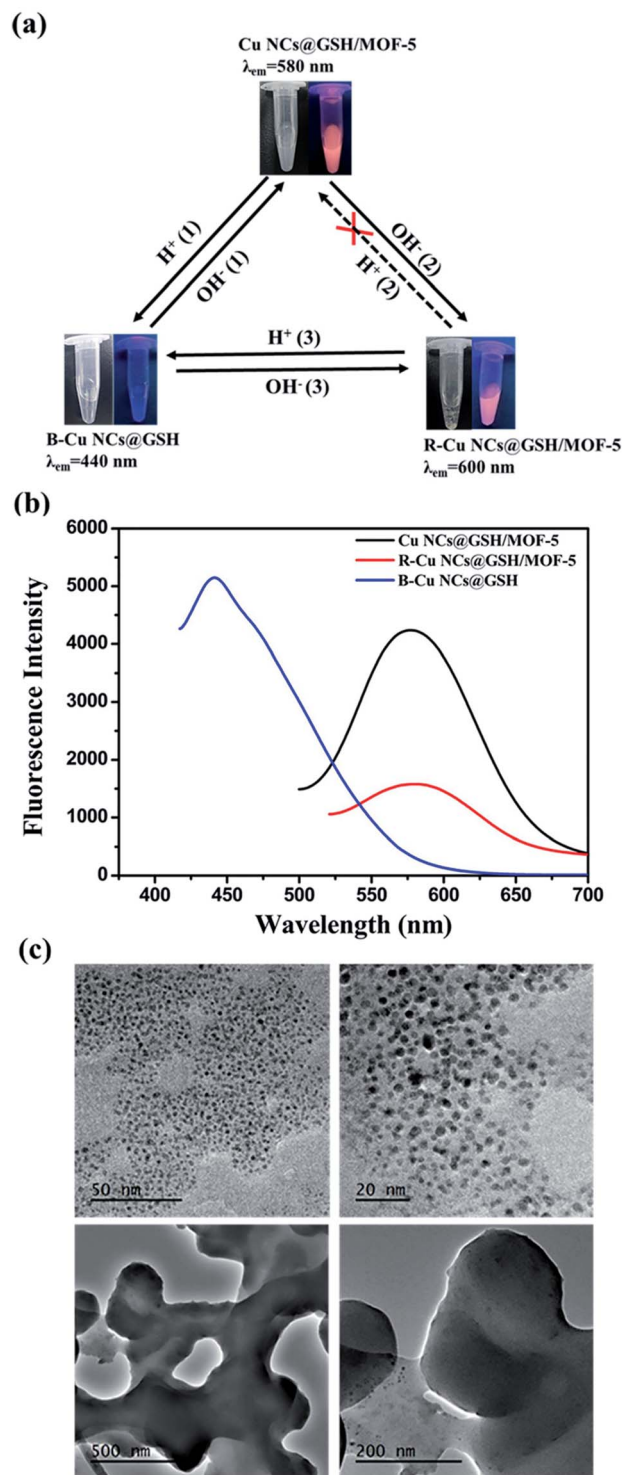 (a)
Cu NCs@GSH/MOF-5
λem=580 nm
H⁺ (1)
OH⁻ (1)
OH⁻ (2)
H⁺ (2)
H⁺ (3)
OH⁻ (3)
B-Cu NCs@GSH
λem=440 nm
R-Cu NCs@GSH/MOF-5
λem=600 nm
(b)
6000
5000
4000
3000
2000
1000
0
Fluorescence Intensity
Cu NCs@GSH/MOF-5
R-Cu NCs@GSH/MOF-5
B-Cu NCs@GSH
400 450 500 550 600 650 700
Wavelength (nm)
(c)
50 nm
20 nm
500 nm
200 nm